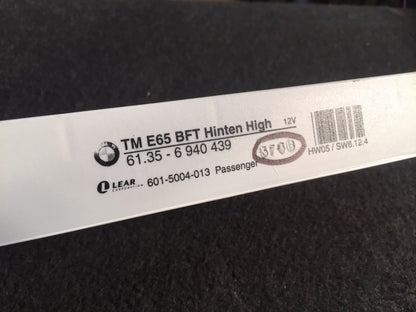 TM E65 BFT Hinten High 12V
61.35 - 6 940 439
HW05 / SW6.12.4
LEAR 601-5004-013 Passenger
CORPORATION